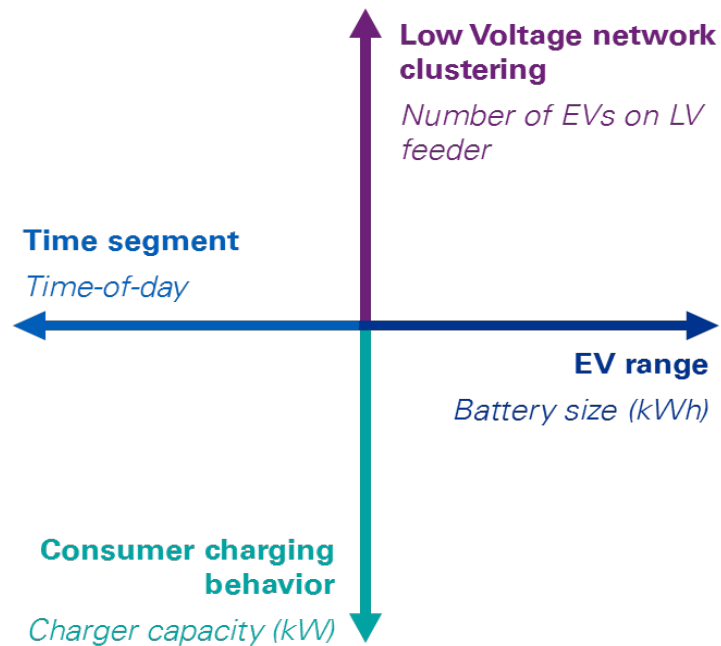 Low Voltage network
clustering
Number of EVs on LV
feeder
Time segment
Time-of-day
EV range
Battery size (kWh)
Consumer charging
behavior
Charger capacity (kW)